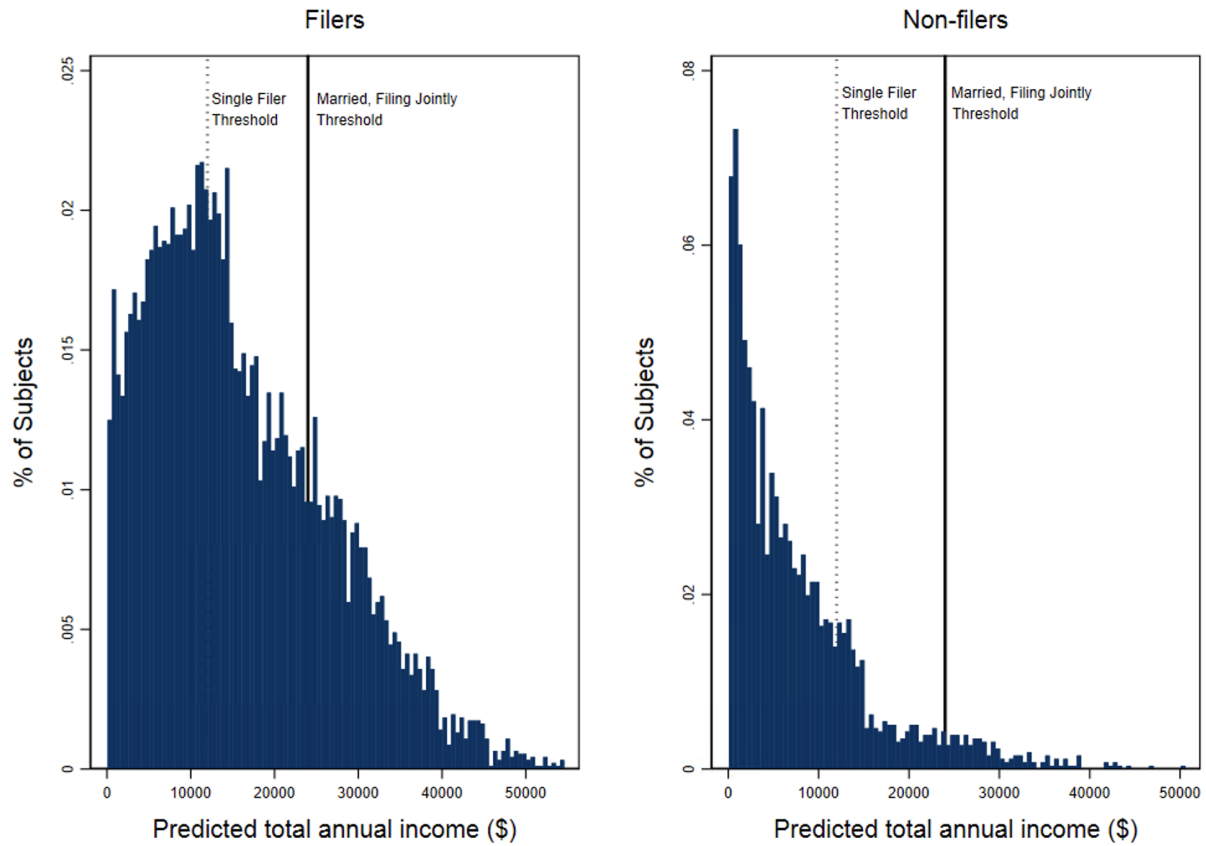 Filers
.025
.02
.015
.01
.005
0
% of Subjects
Single Filer
Threshold
Married, Filing Jointly
Threshold
0 10000 20000 30000 40000 50000
Predicted total annual income ($)
Non-filers
.08
.06
.04
.02
0
% of Subjects
Single Filer
Threshold
Married, Filing Jointly
Threshold
0 10000 20000 30000 40000 50000
Predicted total annual income ($)